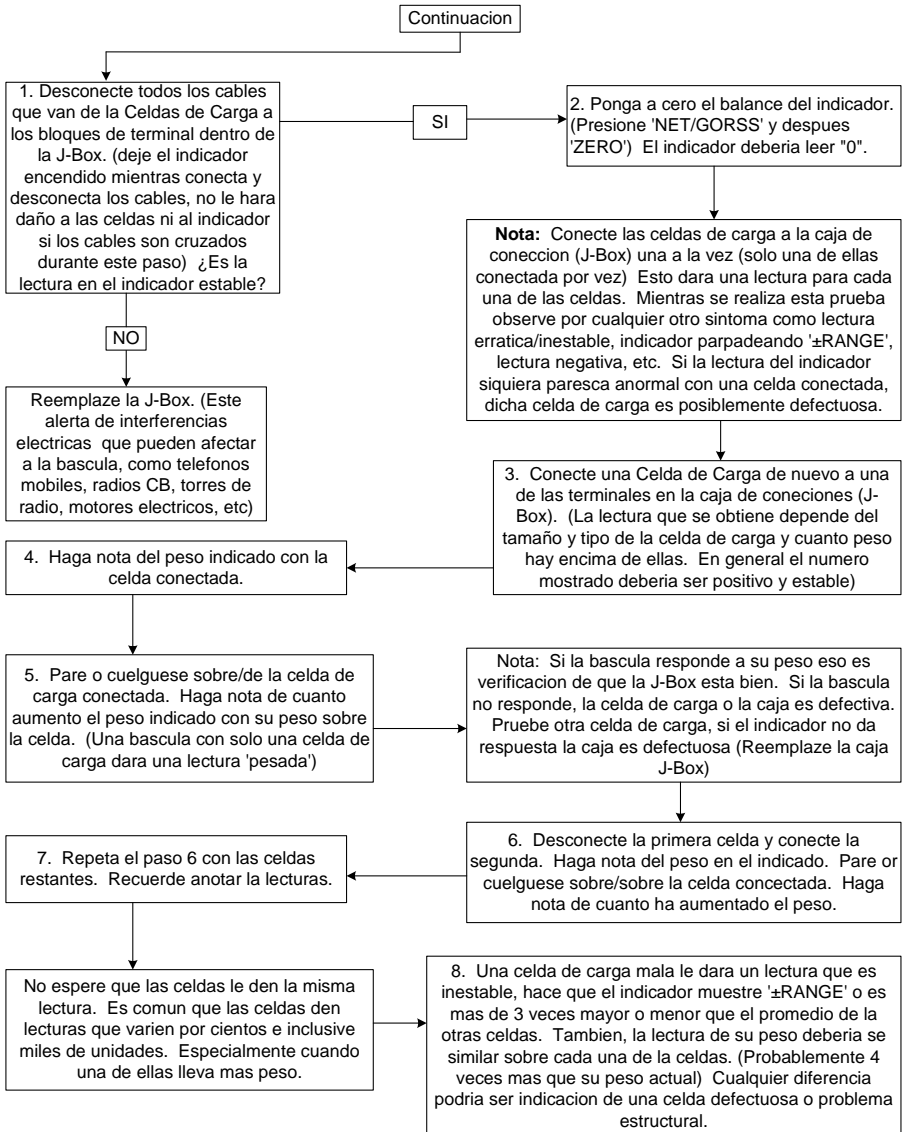 Continuacion
1. Desconecte todos los cables
que van de la Celdas de Carga a
los bloques de terminal dentro de
la J-Box. (deje el indicador
encendido mientras conecta y
desconecta los cables, no le hara
daño a las celdas ni al indicador
si los cables son cruzados
durante este paso) ¿Es la
lectura en el indicador estable?
SI
2. Ponga a cero el balance del indicador.
(Presione 'NET/GORSS' y despues
'ZERO') El indicador deberia leer "0".
Nota: Conecte las celdas de carga a la caja de
coneccion (J-Box) una a la vez (solo una de ellas
conectada por vez) Esto dara una lectura para cada
una de las celdas. Mientras se realiza esta prueba
observe por cualquier otro sintoma como lectura
erratica/inestable, indicador parpadeando '±RANGE',
lectura negativa, etc. Si la lectura del indicador
siquiera paresca anormal con una celda conectada,
dicha celda de carga es posiblemente defectuosa.
NO
Reemplaze la J-Box. (Este
alerta de interferencias
electricas que pueden afectar
a la bascula, como telefonos
mobiles, radios CB, torres de
radio, motores electricos, etc)
3. Conecte una Celda de Carga de nuevo a una
de las terminales en la caja de coneciones (J-
Box). (La lectura que se obtiene depende del
tamaño y tipo de la celda de carga y cuanto peso
hay encima de ellas. En general el numero
mostrado deberia ser positivo y estable)
4. Haga nota del peso indicado con la
celda conectada.
5. Pare o cuelguese sobre/de la celda de
carga conectada. Haga nota de cuanto
aumento el peso indicado con su peso sobre
la celda. (Una bascula con solo una celda de
carga dara una lectura 'pesada')
Nota: Si la bascula responde a su peso eso es
verificacion de que la J-Box esta bien. Si la bascula
no responde, la celda de carga o la caja es defectiva.
Pruebe otra celda de carga, si el indicador no da
respuesta la caja es defectuosa (Reemplaze la caja
J-Box)
6. Desconecte la primera celda y conecte la
segunda. Haga nota del peso en el indicado. Pare or
cuelguese sobre/sobre la celda concectada. Haga
nota de cuanto ha aumentado el peso.
7. Repeta el paso 6 con las celdas
restantes. Recuerde anotar la lecturas.
No espere que las celdas le den la misma
lectura. Es comun que las celdas den
lecturas que varien por cientos e inclusive
miles de unidades. Especialmente cuando
una de ellas lleva mas peso.
8. Una celda de carga mala le dara un lectura que es
inestable, hace que el indicador muestre '±RANGE' o es
mas de 3 veces mayor o menor que el promedio de la
otras celdas. Tambien, la lectura de su peso deberia se
similar sobre cada una de la celdas. (Probablemente 4
veces mas que su peso actual) Cualquier diferencia
podria ser indicacion de una celda defectuosa o problema
estructural.